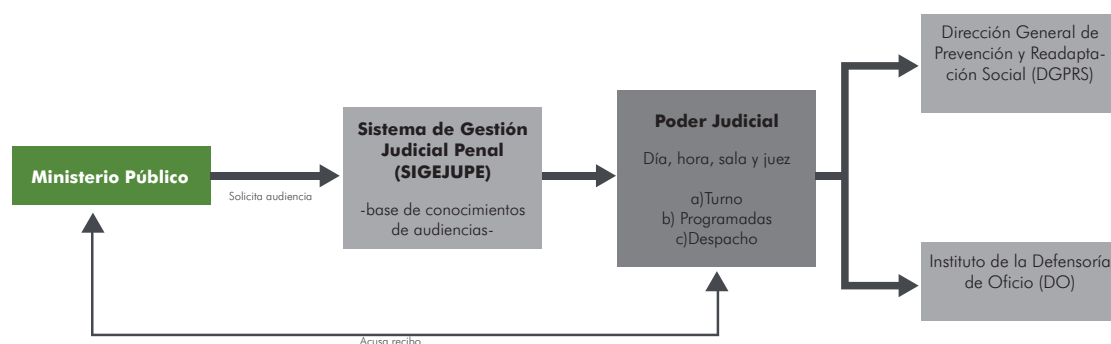 Ministerio Público
Solicita audiencia
Sistema de Gestión
Judicial Penal
(SIGEJUPE)
-base de conocimientos
de audiencias-
Poder Judicial
Día, hora, sala y juez
a)Turno
b) Programadas
c)Despacho
Dirección General de
Prevención y Readapta-
ción Social (DGPRS)
Instituto de la Defensoría
de Oficio (DO)
Acusa recibo